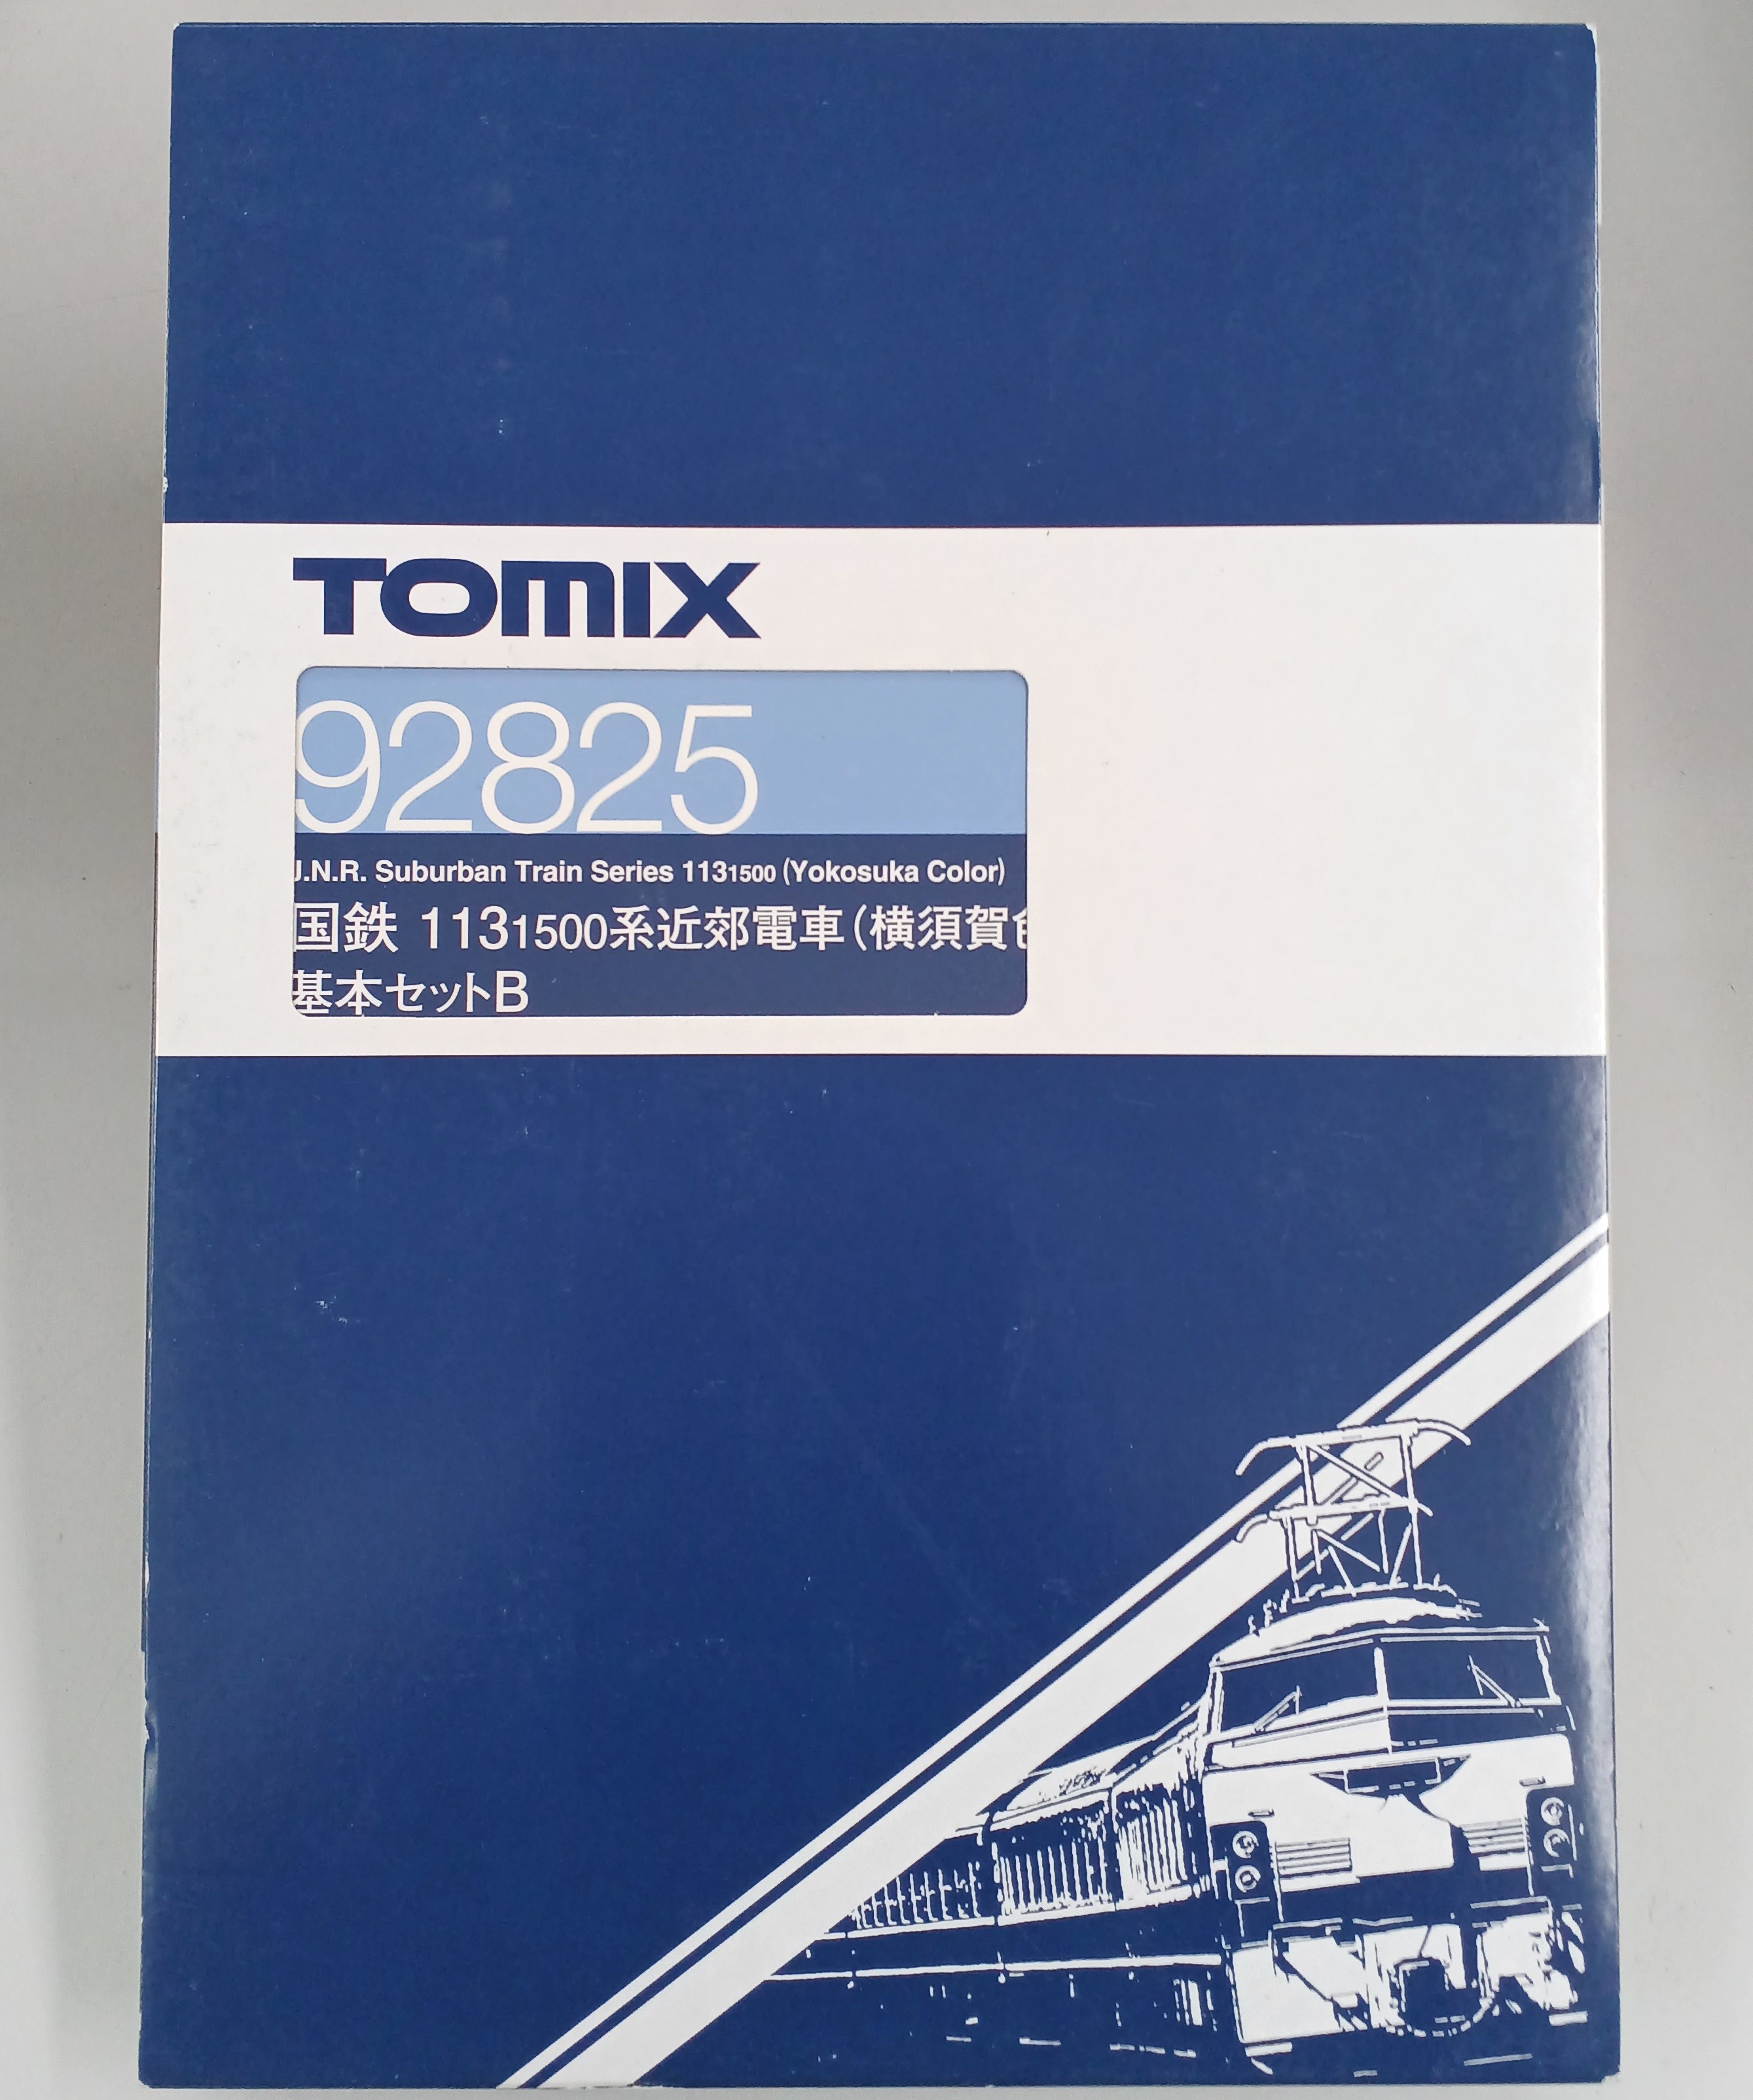 TOMIX
92825
J.N.R. Suburban Train Series 1131500 (Yokosuka Color)
国鉄 1131500系近郊電車(横須賀色
基本セットB